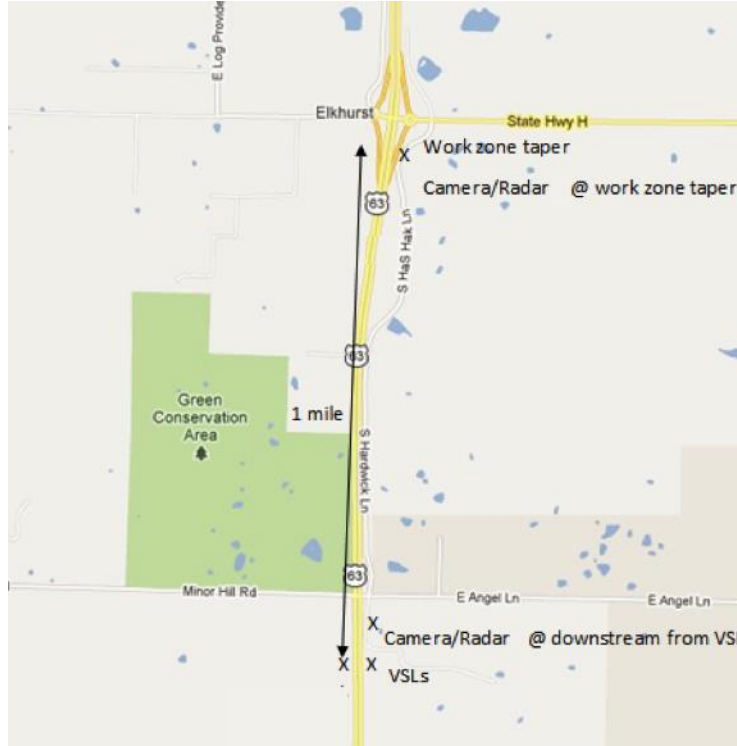 E Log Provide
Elkhurst
State Hwy H
X Work zone taper
Camera/Radar @ work zone taper
63
S HaS Hak Ln
63
Green
Conservation
Area
1 mile
S Hardwick Ln
63
Minor Hill Rd
E Angel Ln
E Angel Ln
X
Camera/Radar @ downstream from VS
X X
VSLs